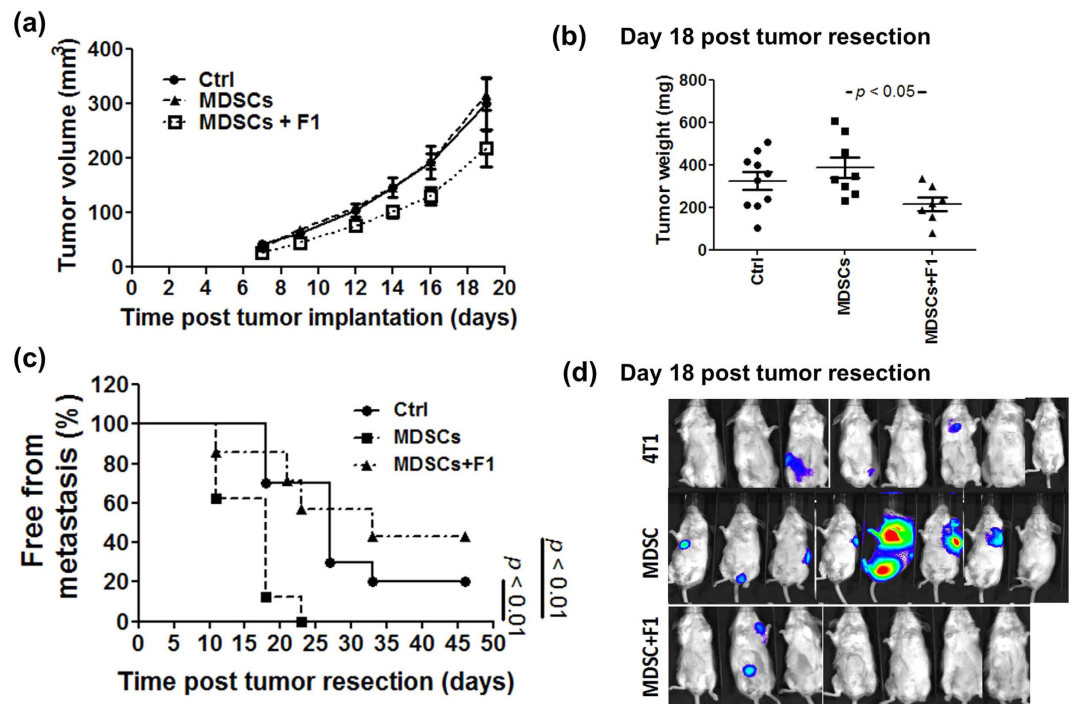 (a)
Tumor volume (mm³)
400
300
200
100
0
Ctrl
MDSCs
MDSCs + F1
0 2 4 6 8 10 12 14 16 18 20
Time post tumor implantation (days)
(b) Day 18 post tumor resection
Tumor weight (mg)
800
600
400
200
0
p < 0.05
Ctrl
MDSCs
MDSCs+F1
(c)
Free from
metastasis (%)
120
100
80
60
40
20
0
Ctrl
MDSCs
MDSCs+F1
0 5 10 15 20 25 30 35 40 45 50
Time post tumor resection (days)
p < 0.01
p < 0.01
(d) Day 18 post tumor resection
4T1
MDSC
MDSC+F1